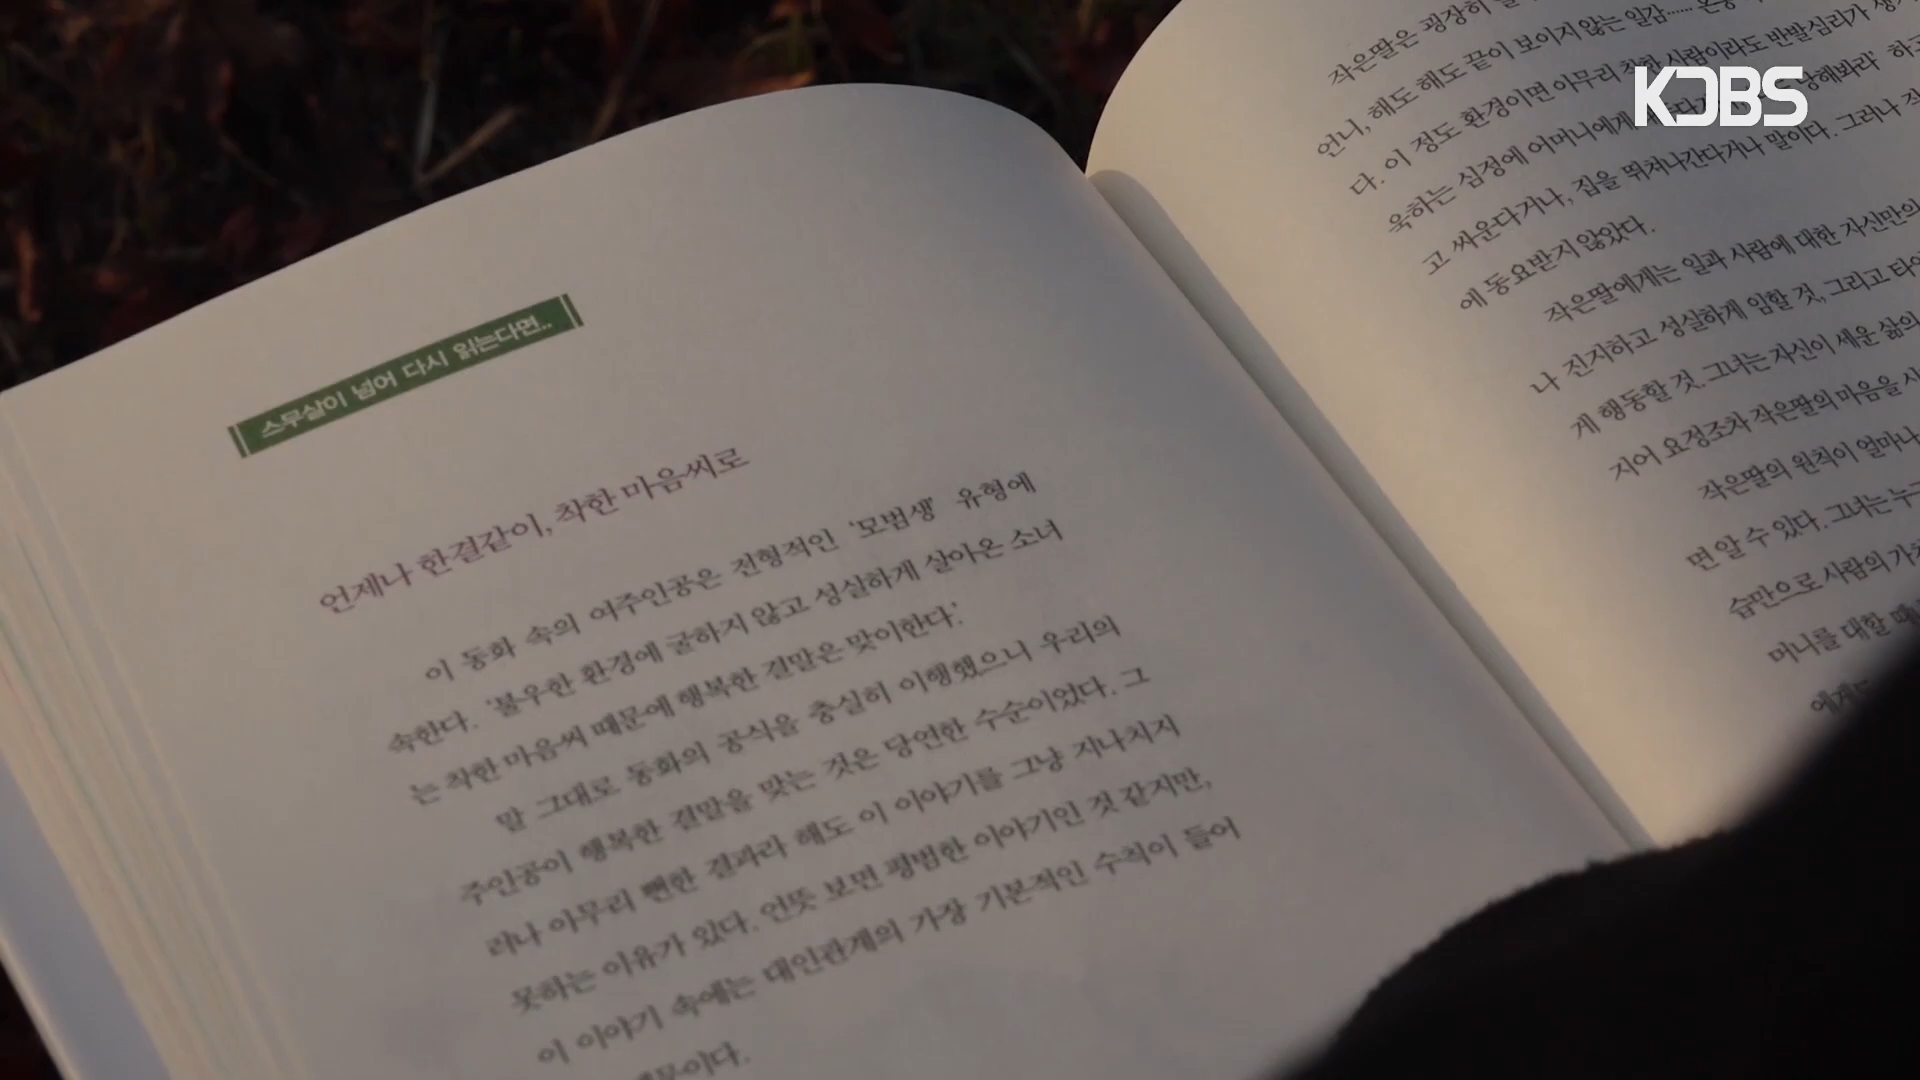 KJBS
스무살이 넘어 다시 읽는다면..
언제나 한결같이, 착한 마음씨로
이 동화 속의 여주인공은 전형적인 '모범생' 유형에
속한다. '불우한 환경에 굴하지 않고 성실하게 살아온 소녀
는 착한 마음씨 때문에 행복한 결말은 맞이한다.'
말 그대로 동화의 공식을 충실히 이행했으니 우리의
주인공이 행복한 결말을 맞는 것은 당연한 수순이었다. 그
러나 아무리 뻔한 결과라 해도 이 이야기를 그냥 지나치지
못하는 이유가 있다. 언뜻 보면 평범한 이야기인 것 같지만,
이 이야기 속에는 대인관계의 가장 기본적인 수칙이 들어
작은딸은 굉장히
언니, 해도 해도 끝이 보이지 않는 일감……
다. 이 정도 환경이면 아무리 착한 사람이라도 반발심리가
욱하는 심정에 어머니에게 당해봐라' 하고
고 싸운다거나, 집을 뛰쳐나간다거나 말이다. 그러나
에 동요받지 않았다.
작은딸에게는 일과 사람에 대한 자신만의
나 진지하고 성실하게 임할 것, 그리고
게 행동할 것. 그녀는 자신이 세운 삶의
지어 요정조차 작은딸의 마음을
작은딸의 원칙이 얼마나
면 알 수 있다. 그녀는
습만으로 사람의
머니를 대할 때